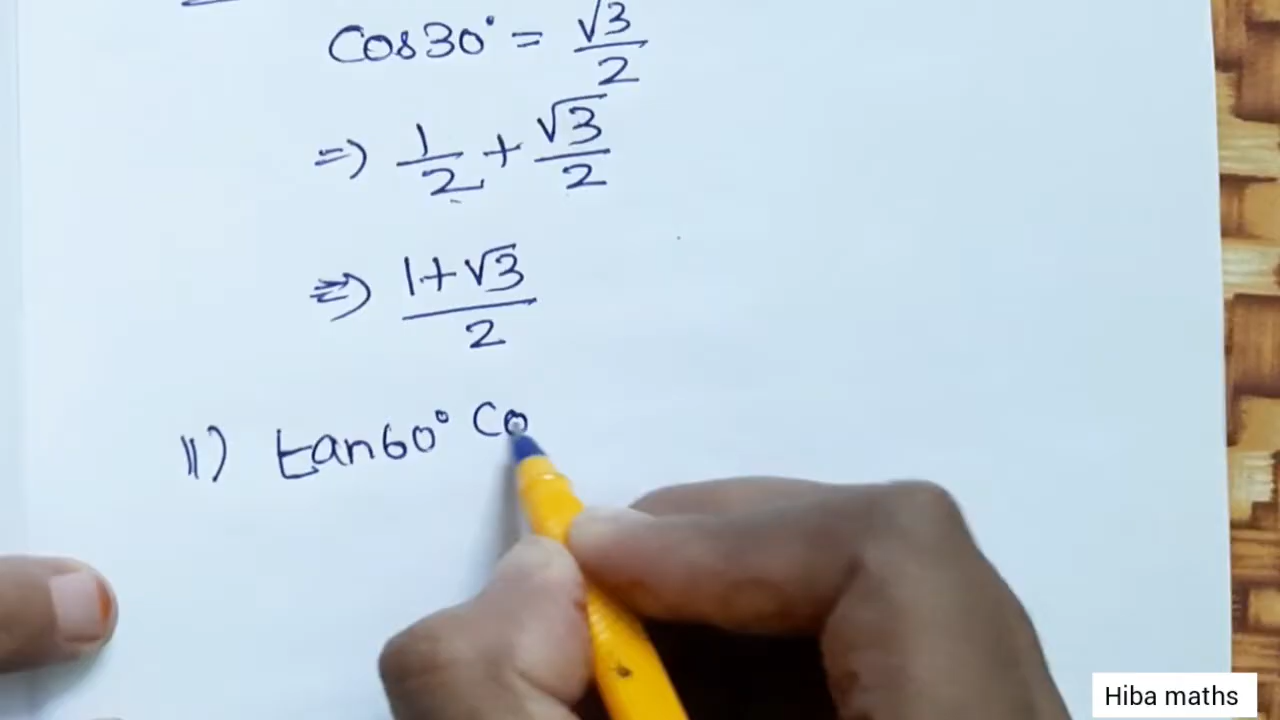 Cos30° = √3/2
=> 1/2 + √3/2
=> 1+√3/2
II) tan60° Co
Hiba maths